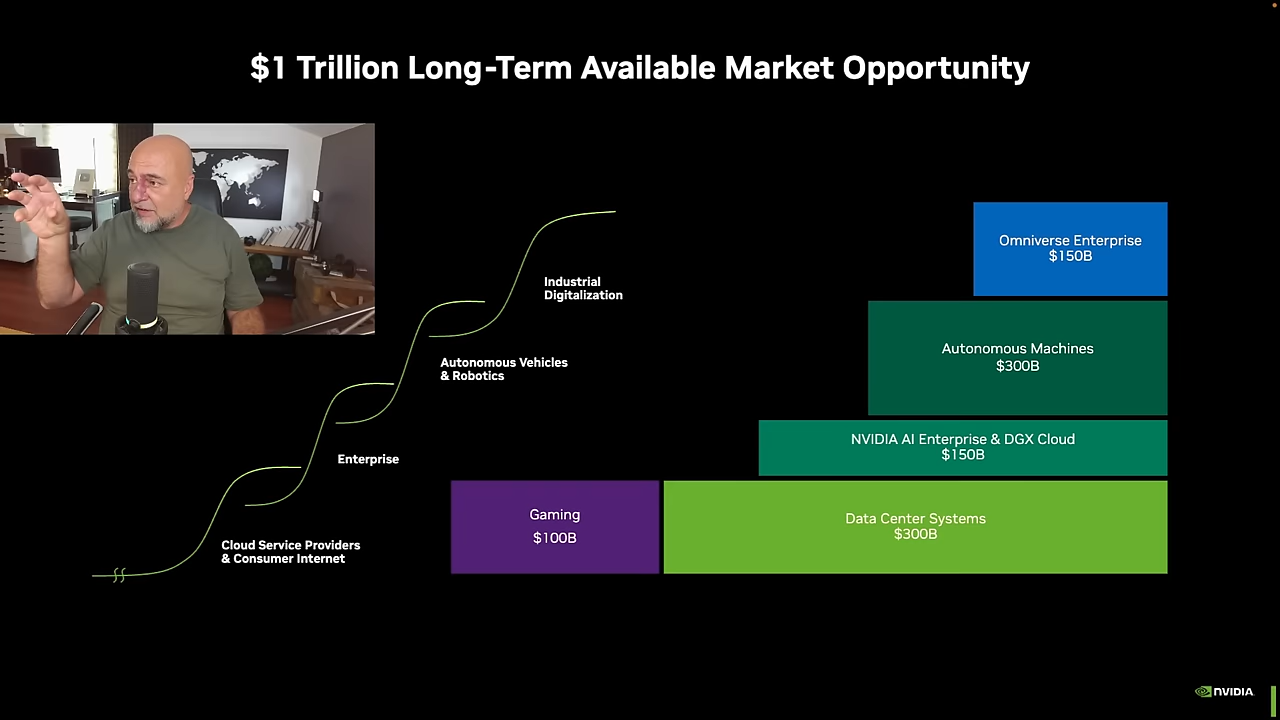 $1 Trillion Long-Term Available Market Opportunity
Industrial
Digitalization
Autonomous Vehicles
& Robotics
Enterprise
Cloud Service Providers
& Consumer Internet
Omniverse Enterprise
$150B
Autonomous Machines
$300B
NVIDIA AI Enterprise & DGX Cloud
$150B
Gaming
$100B
Data Center Systems
$300B
NVIDIA.